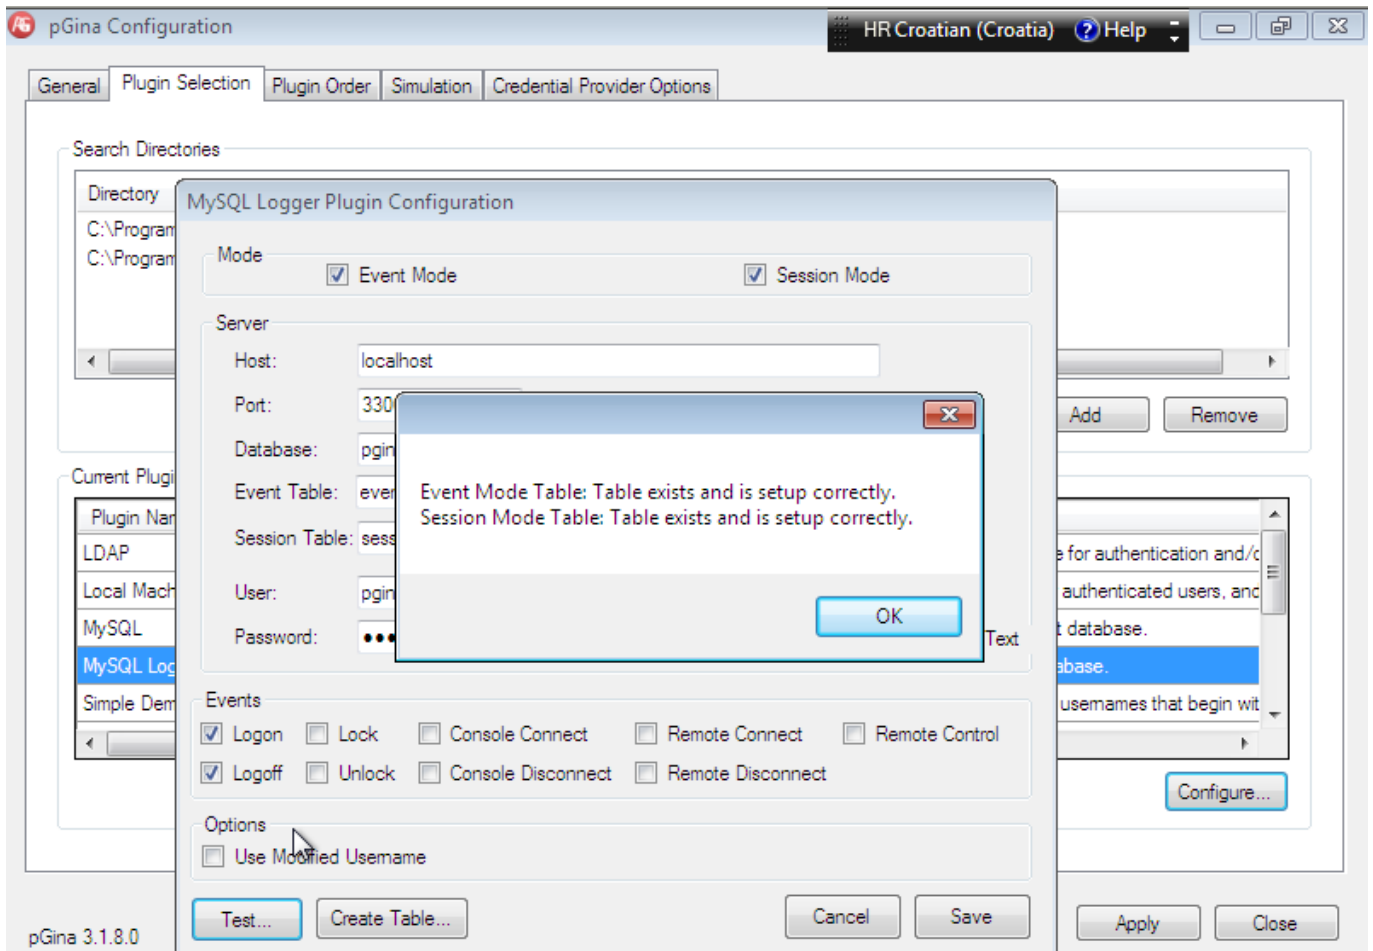 pGina Configuration
HR Croatian (Croatia) Help
General Plugin Selection Plugin Order Simulation Credential Provider Options
Search Directories
Directory
C:\Program
C:\Program
MySQL Logger Plugin Configuration
Mode
Event Mode Session Mode
Server
Host: localhost
Port: 330
Database: pgin
Event Table: ever
Session Table: sess
User: pgin
Password:
Text
Event Mode Table: Table exists and is setup correctly.
Session Mode Table: Table exists and is setup correctly.
OK
Add Remove
Current Plugi
Plugin Nar
LDAP
e for authentication and/c
Local Mach
authenticated users, and
MySQL
t database.
MySQL Log
abase.
Simple Dem
usernames that begin wit
Events
Logon Lock Console Connect Remote Connect Remote Control
Logoff Unlock Console Disconnect Remote Disconnect
Configure...
Options
Use Modified Username
Test... Create Table... Cancel Save
Apply Close
pGina 3.1.8.0